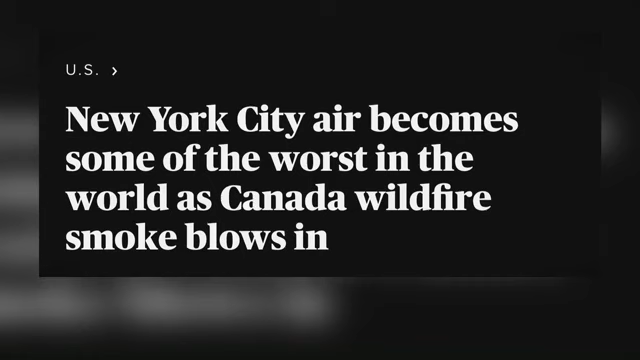 U.S. >
New York City air becomes
some of the worst in the
world as Canada wildfire
smoke blows in